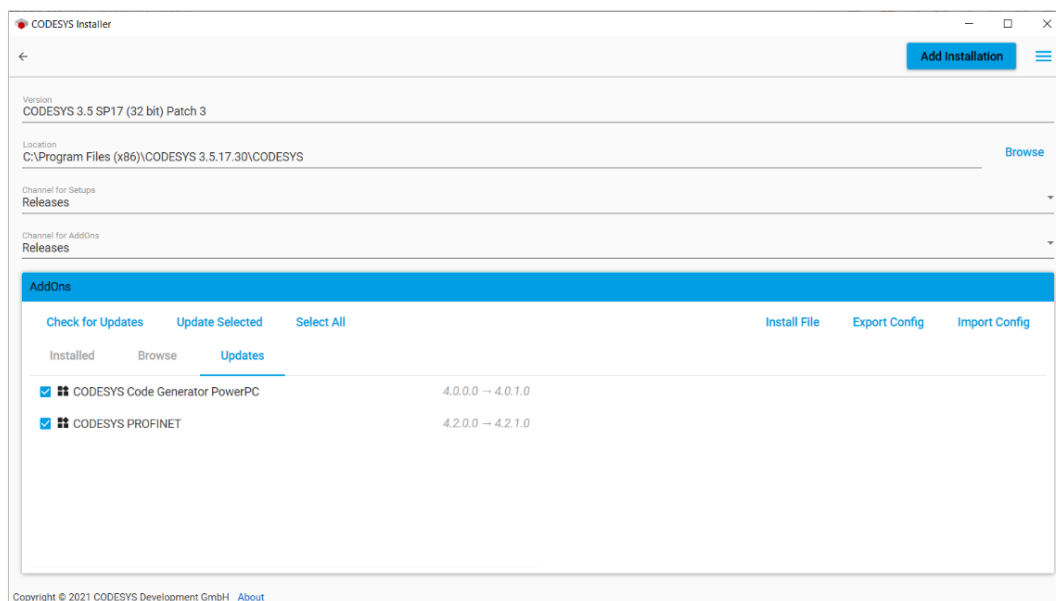 CODESYS Installer
Add Installation
Version
CODESYS 3.5 SP17 (32 bit) Patch 3
Location
C:\Program Files (x86)\CODESYS 3.5.17.30\CODESYS
Browse
Channel for Setups
Releases
Channel for AddOns
Releases
AddOns
Check for Updates Update Selected Select All Install File Export Config Import Config
Installed Browse Updates
CODESYS Code Generator PowerPC 4.0.0.0 → 4.0.1.0
CODESYS PROFINET 4.2.0.0 → 4.2.1.0
Copyright © 2021 CODESYS Development GmbH About